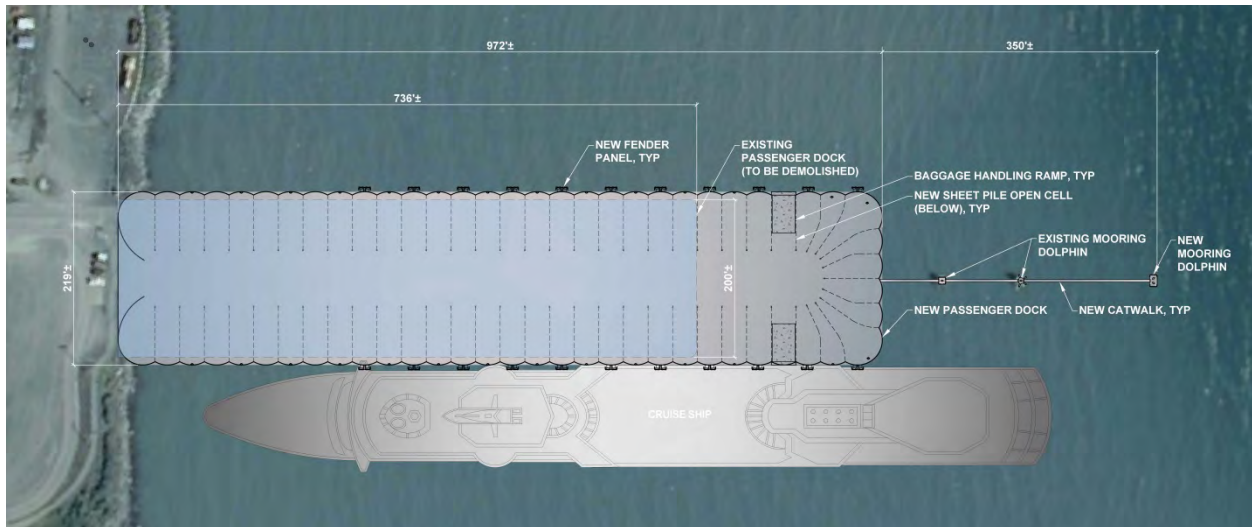 972'±
350'±
736'±
NEW FENDER
PANEL, TYP
EXISTING
PASSENGER DOCK
(TO BE DEMOLISHED)
BAGGAGE HANDLING RAMP, TYP
NEW SHEET PILE OPEN CELL
(BELOW), TYP
EXISTING MOORING
DOLPHIN
NEW
MOORING
DOLPHIN
219'±
200'±
NEW PASSENGER DOCK
NEW CATWALK, TYP
CRUISE SHIP